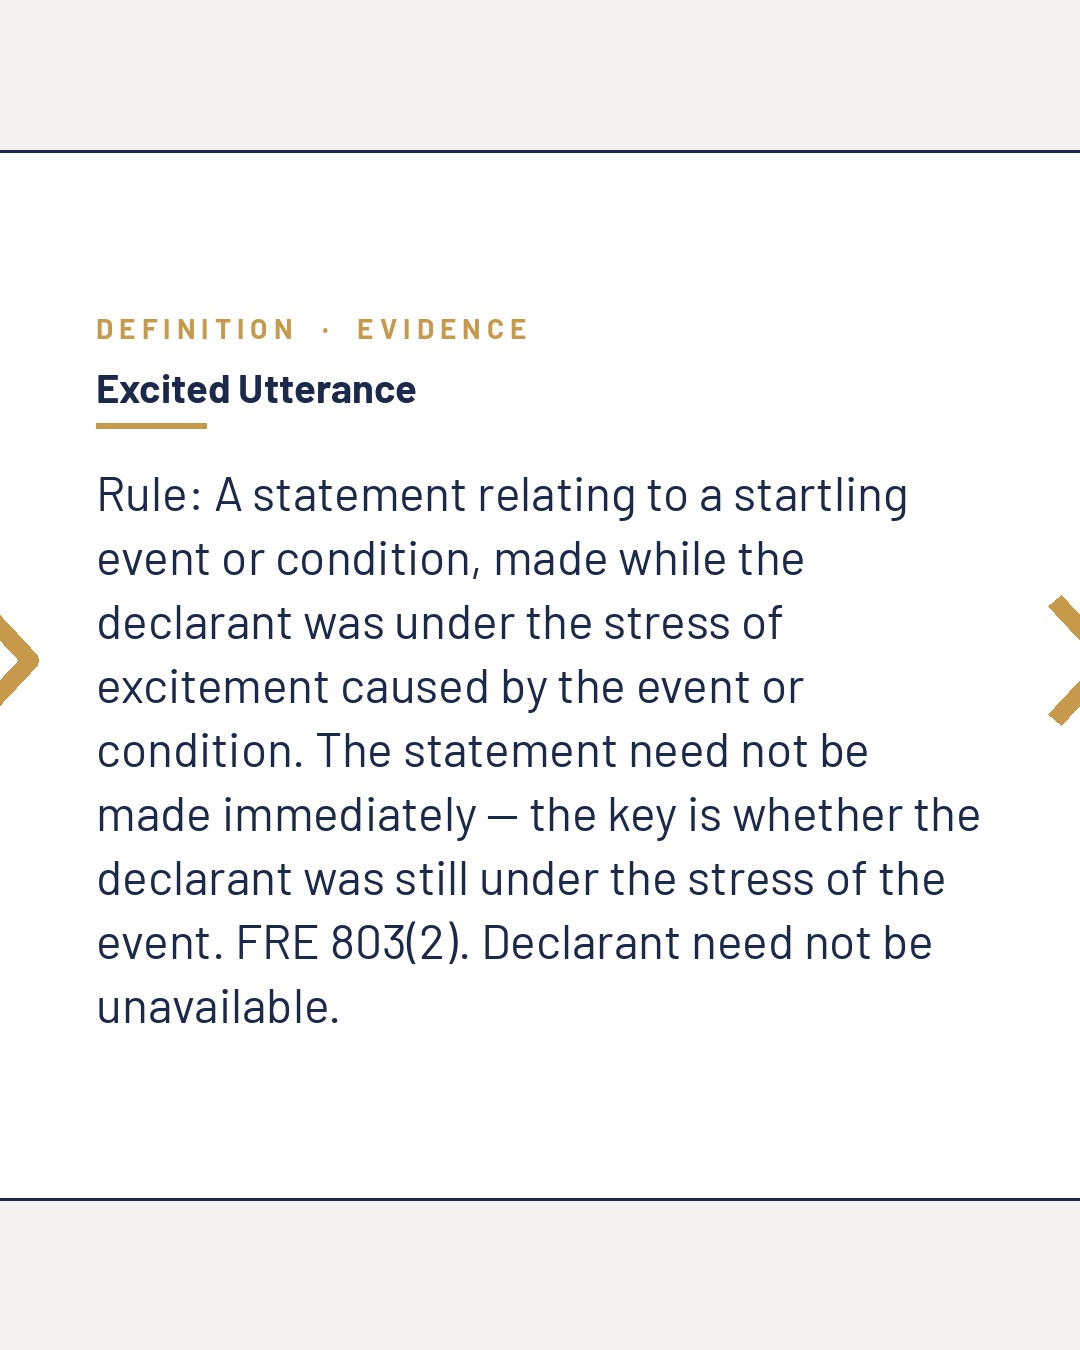 DEFINITION · EVIDENCE
Excited Utterance
Rule: A statement relating to a startling
event or condition, made while the
declarant was under the stress of
excitement caused by the event or
condition. The statement need not be
made immediately — the key is whether the
declarant was still under the stress of the
event. FRE 803(2). Declarant need not be
unavailable.